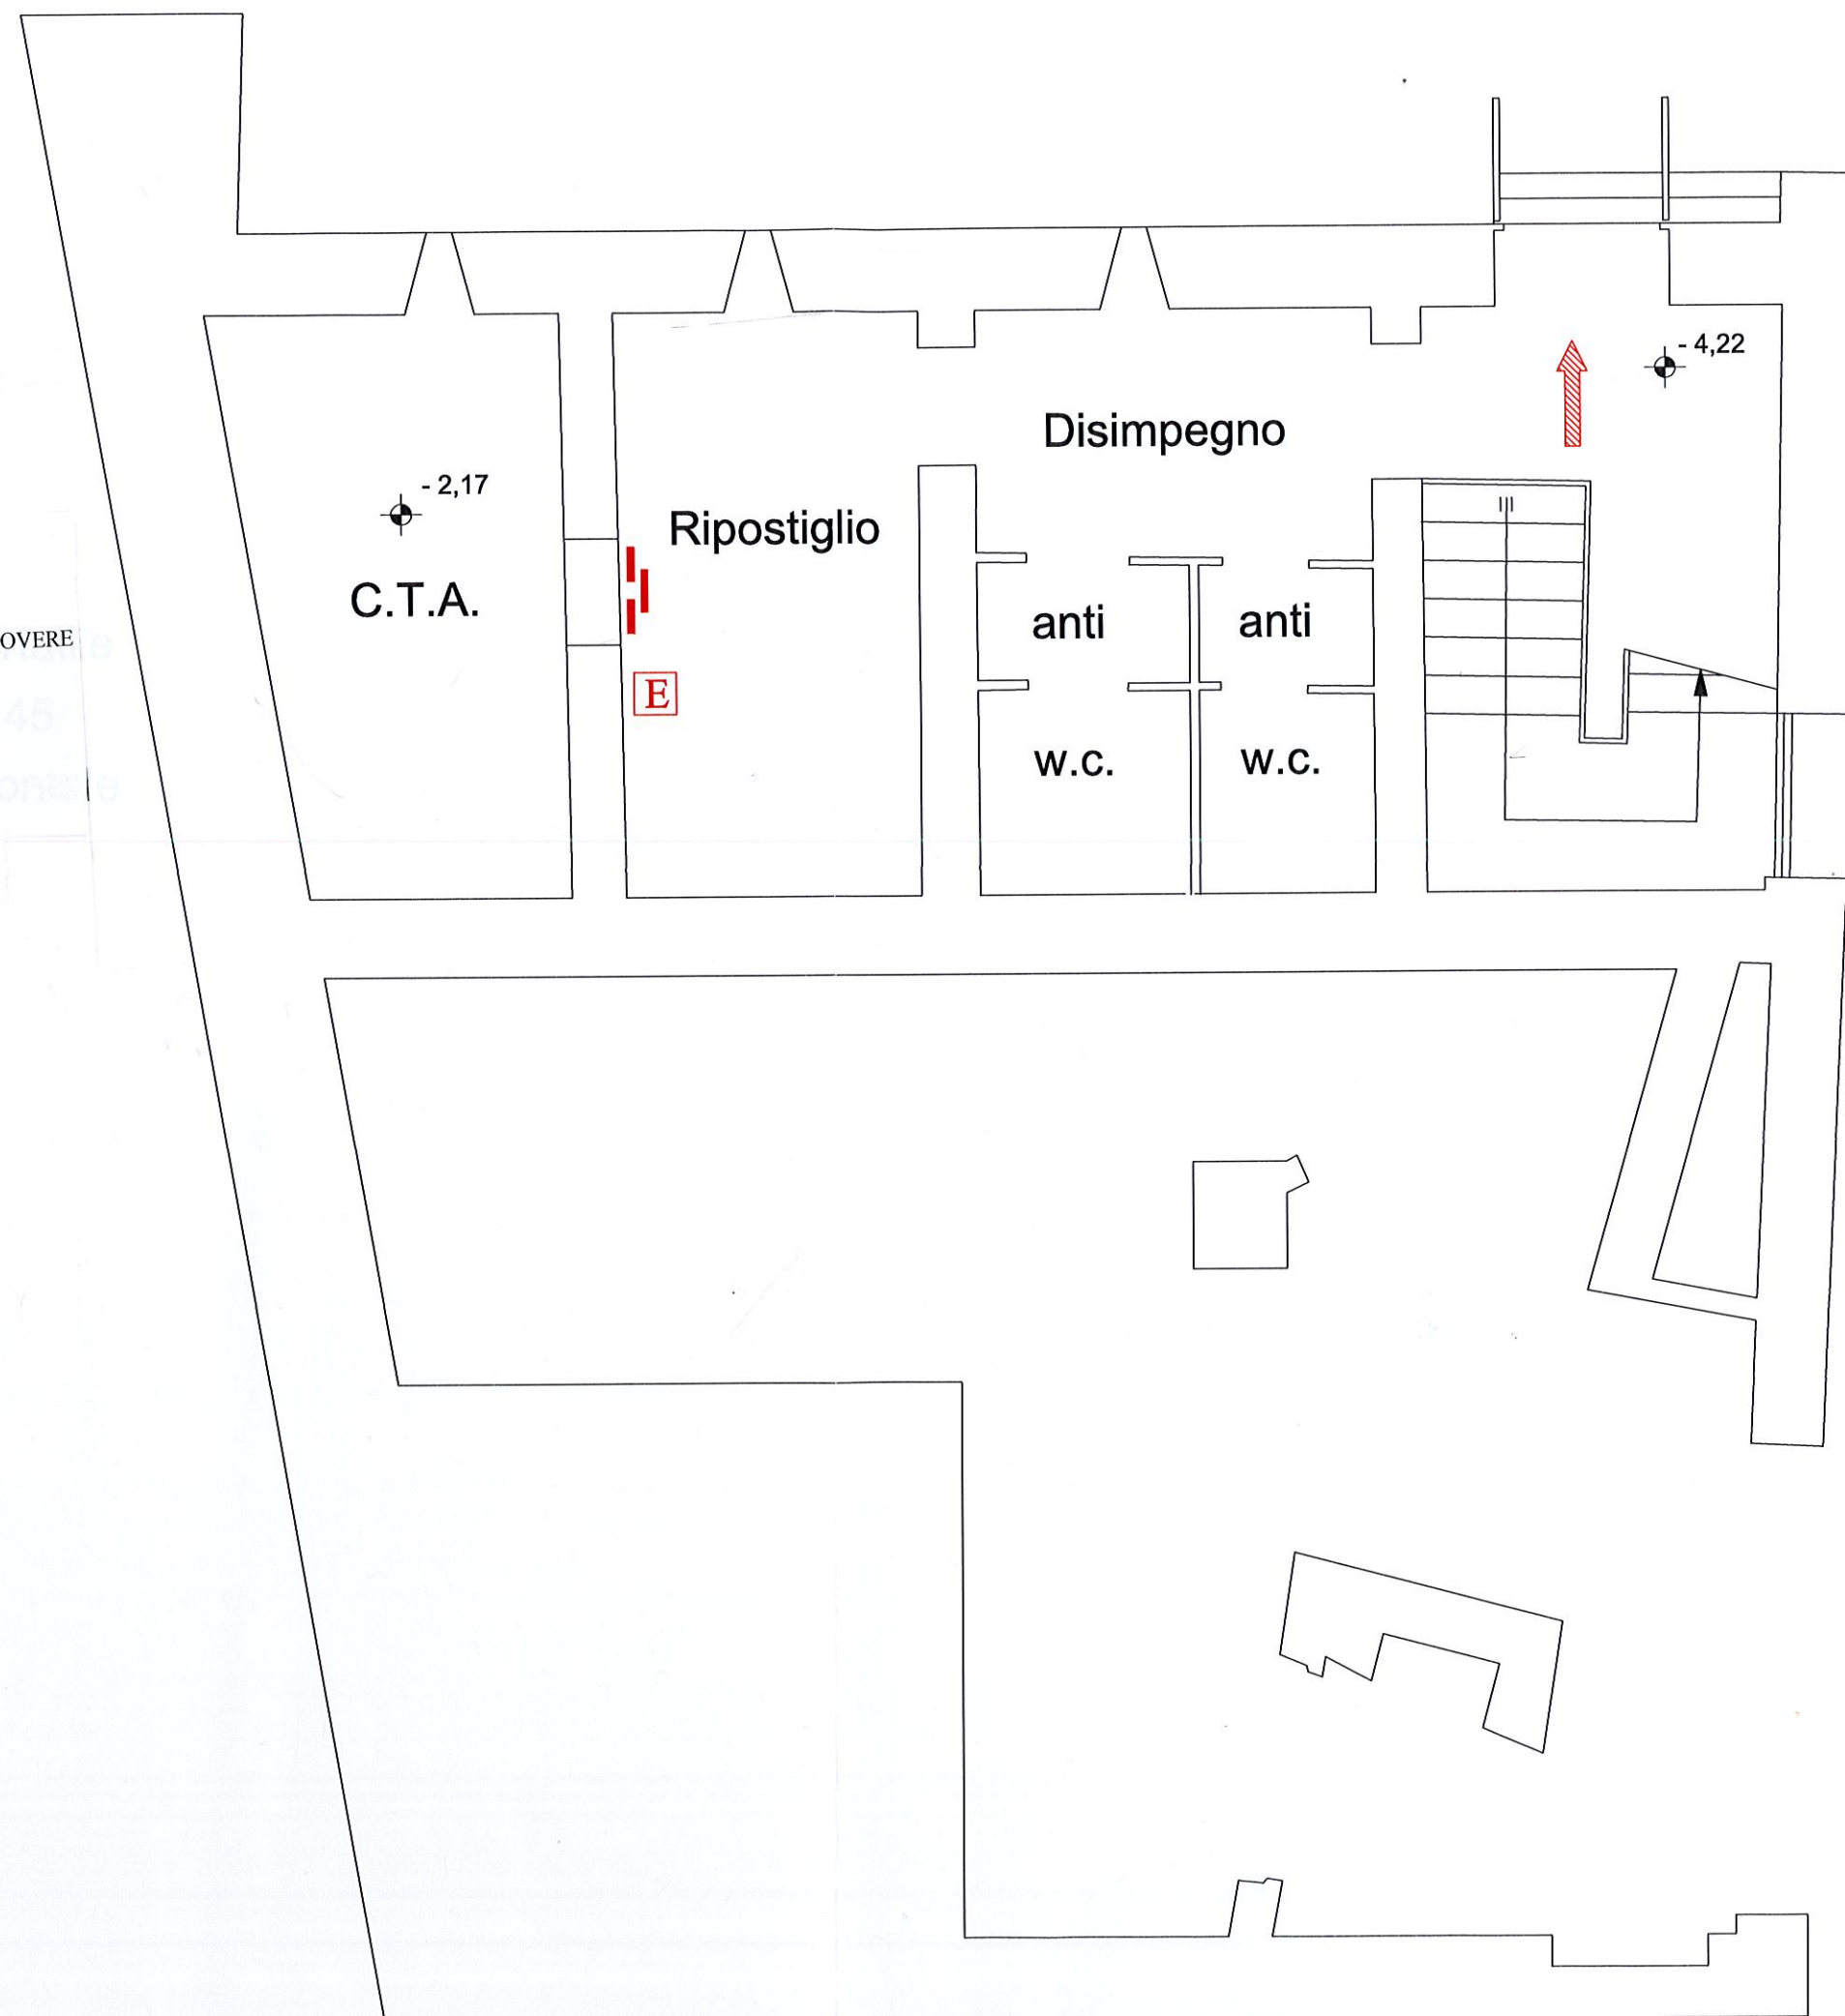 - 4,22
Disimpegno
- 2,17
Ripostiglio
C.T.A.
anti
anti
OVERE
E
w.c.
w.c.